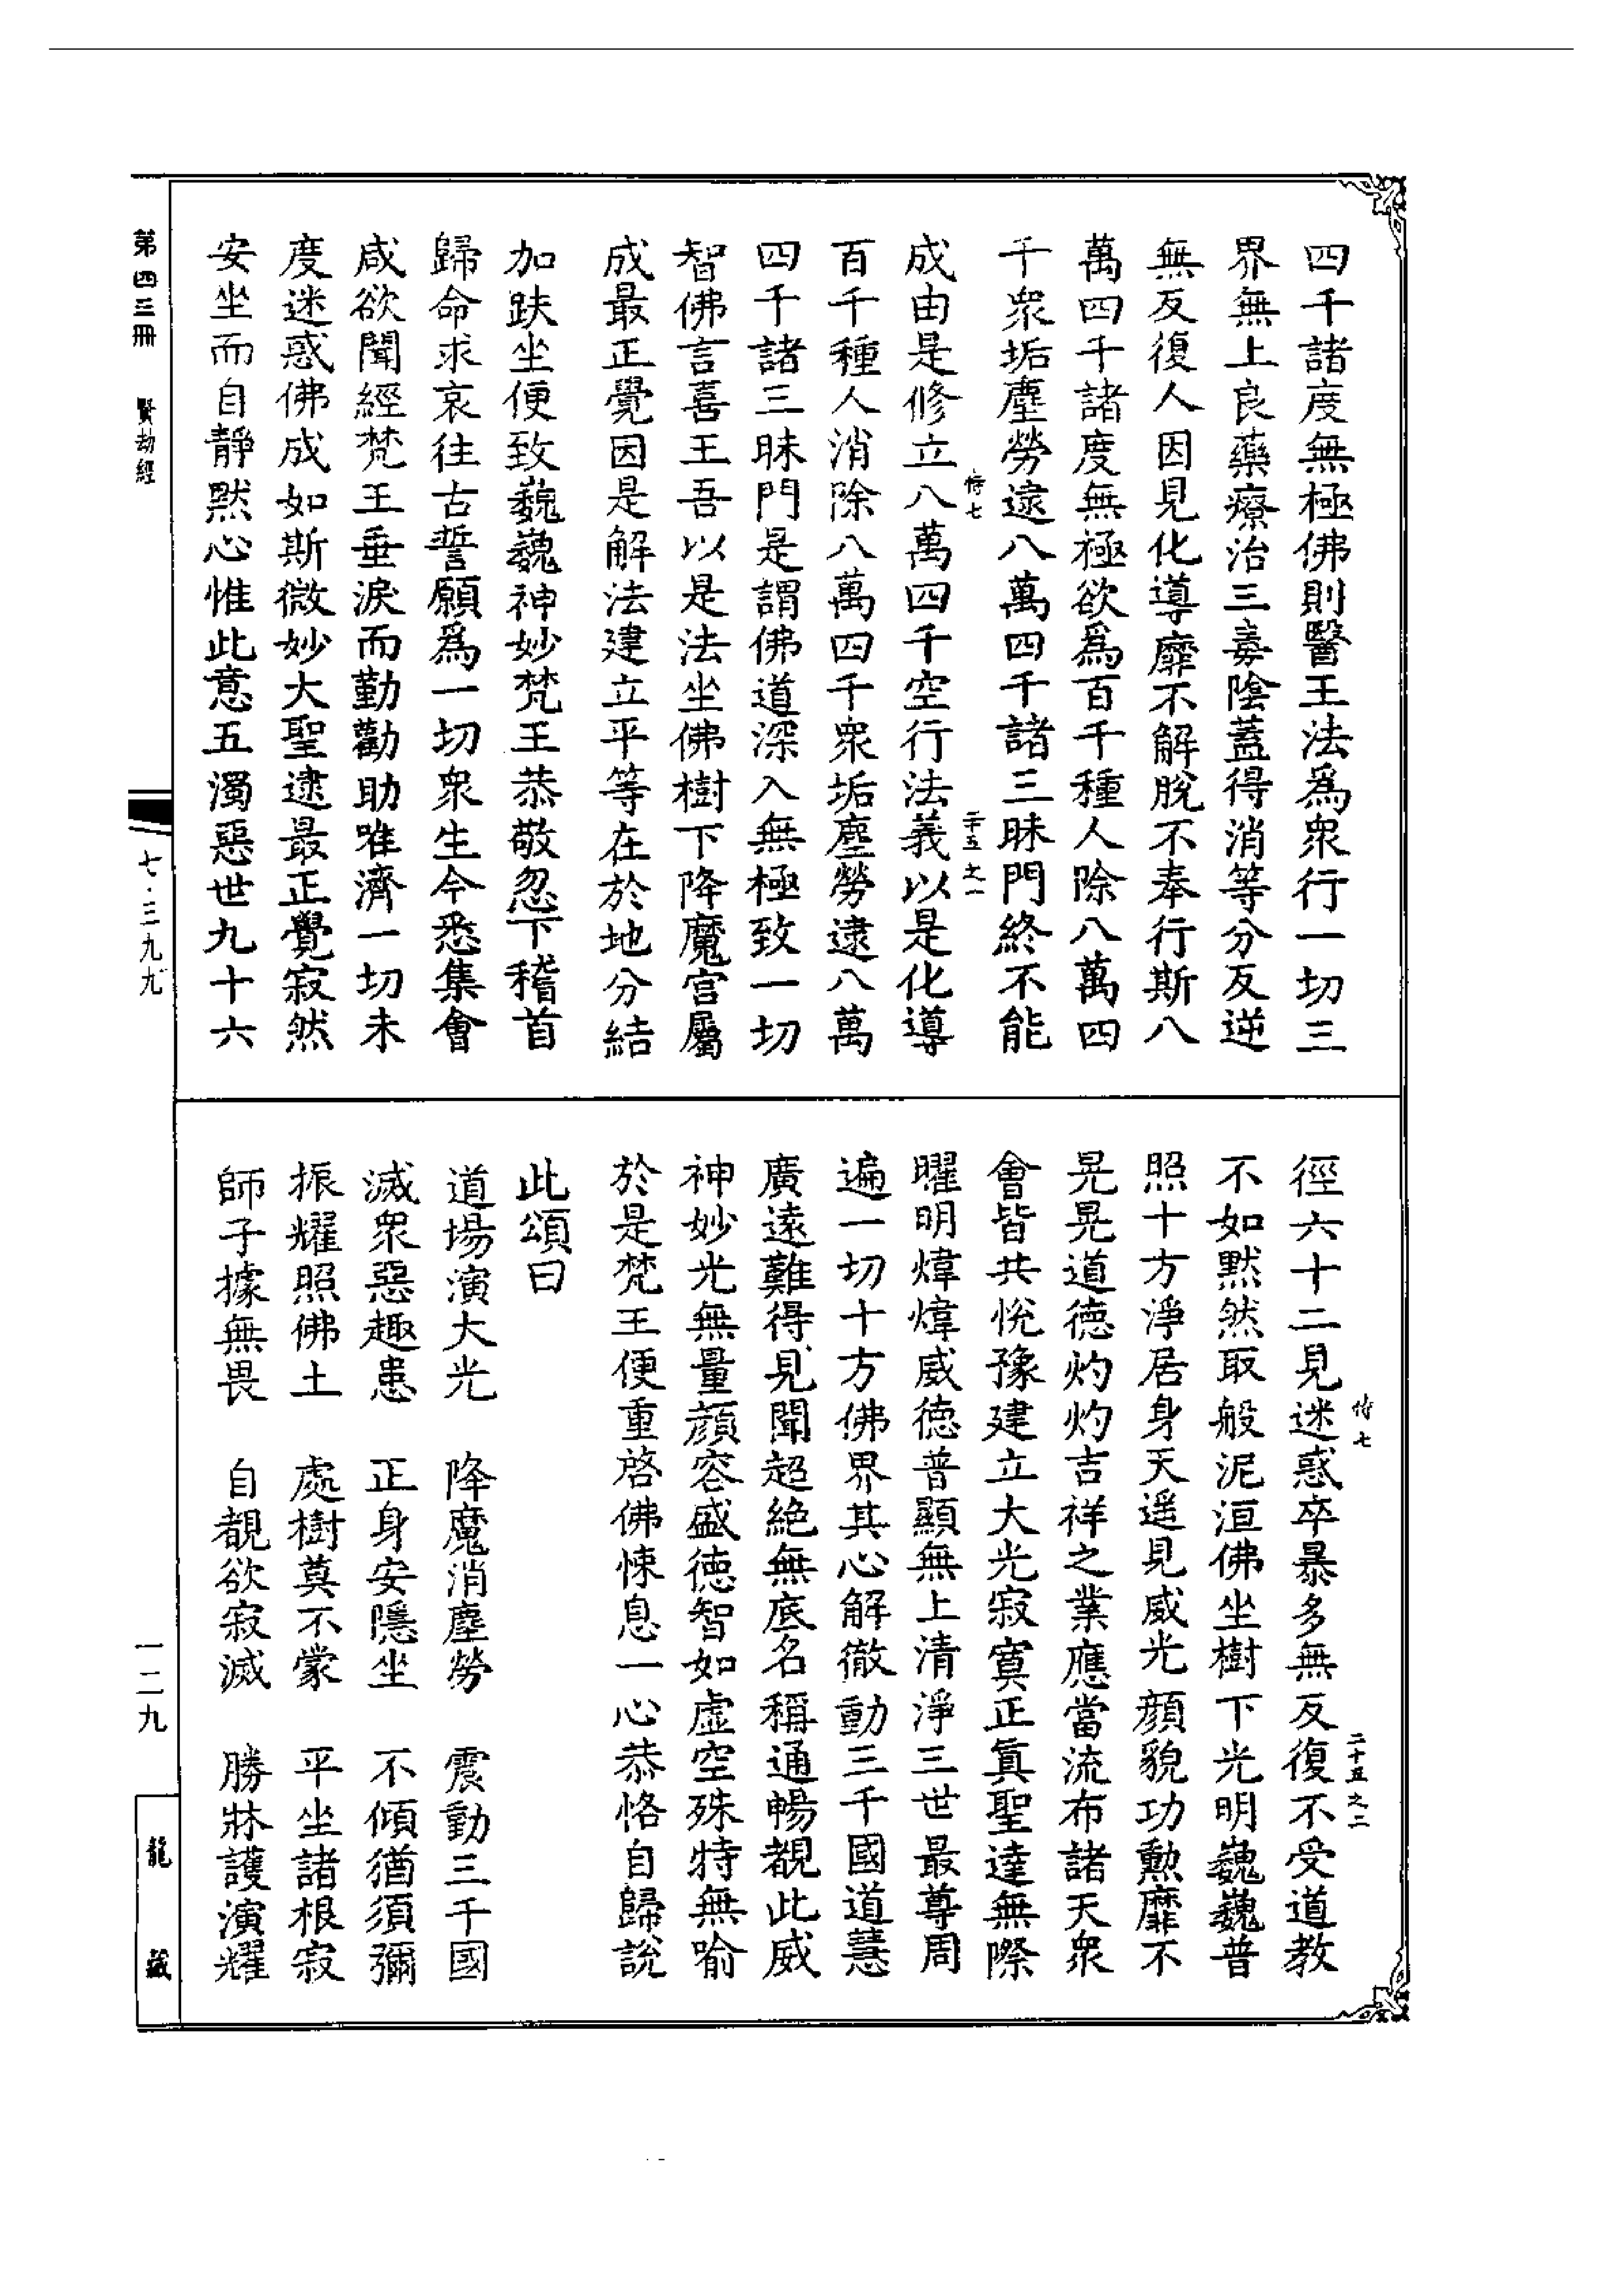 四千諸度無極佛則醫王法爲衆行一切三
界無上良藥療治三毒陰蓋得消等分反逆
無反復人因見化導靡不解脫不奉行斯八
萬四千諸度無極欲爲百千種人除八萬四
千衆垢塵勞逮八萬四千諸三昧門終不能
成由是修立八萬四千空行法義以是化導
百千種人消除八萬四千衆垢塵勞逮八萬
四千諸三昧門是謂佛道深入無極致一切
智佛言喜王吾以是法坐佛樹下降魔官屬
成最正覺因是解法建立平等在於地分結
加趺坐便致巍巍神妙梵王恭敬忽下稽首
歸命求哀往古誓願爲一切衆生今悉集會
咸欲聞經梵王垂淚而勤勸助唯濟一切未
度迷惑佛成如斯微妙大聖逮最正覺寂然
安坐而自靜默心惟此意五濁惡世九十六
徑六十二見迷惑卒暴多無反復不受道教
不如默然取般泥洹佛坐樹下光明巍巍普
照十方淨居身天遥見威光顏貌功勲靡不
晃晃道德灼灼吉祥之業應當流布諸天衆
會皆共悅豫建立大光寂寞正真聖達無際
曜明煒煒威德普顯無上清淨三世最尊周
遍一切十方佛界其心解徹動三千國道慧
廣遠難得見聞超絶無底名稱通暢覩此威
神妙光無量顏容盛德智如虛空殊特無喻
於是梵王便重啓佛悚息一心恭恪自歸說
此頌曰
道場演大光　降魔消塵勞　震動三千國
滅衆惡趣患　正身安隱坐　不傾猶須彌
振耀照佛土　處樹莫不蒙　平坐諸根寂
師子據無畏　自覩欲寂滅　勝牀護演耀
第四三冊　賢劫經
七·三九九
一二九
龍藏
恃七
二十五之一
恃七
二十五之二